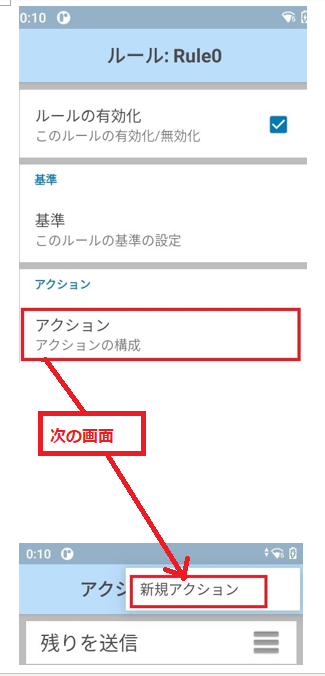 0:10
ルール: Rule0
ルールの有効化
このルールの有効化/無効化
基準
基準
このルールの基準の設定
アクション
アクション
アクションの構成
次の画面
0:10
アクシ
新規アクション
残りを送信